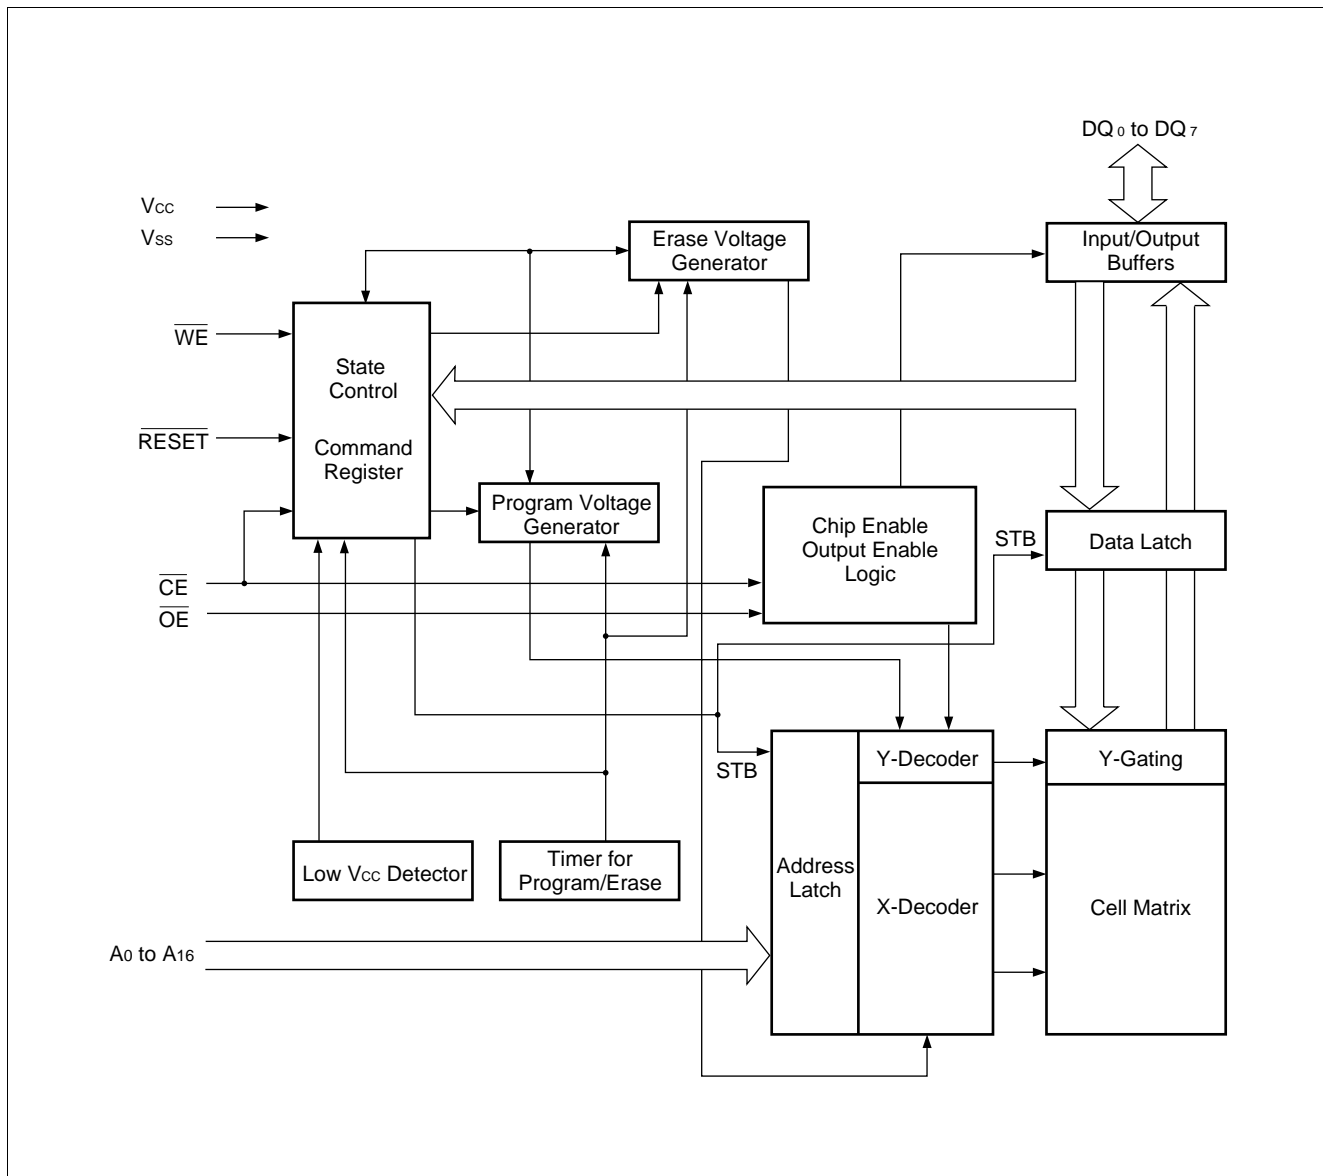 DQ0 to DQ7
VCC
VSS
Erase Voltage
Generator
Input/Output
Buffers
WE
State
Control
RESET
Command
Register
Program Voltage
Generator
Chip Enable
Output Enable
Logic
STB
Data Latch
CE
OE
STB
Y-Decoder
Y-Gating
Low VCC Detector
Timer for
Program/Erase
Address
Latch
X-Decoder
Cell Matrix
A0 to A16